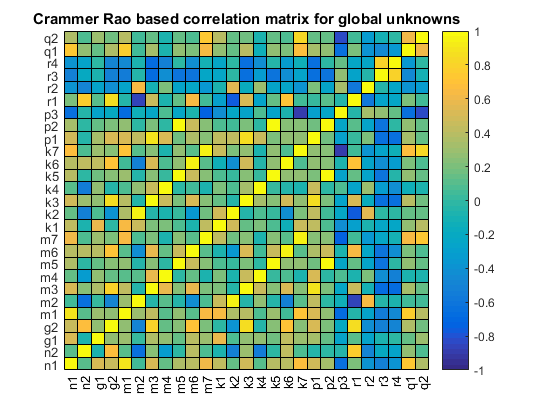 Crammer Rao based correlation matrix for global unknowns
q2
q1
r4
r3
r2
r1
p3
p2
p1
k7
k6
k5
k4
k3
k2
k1
m7
m6
m5
m4
m3
m2
m1
g2
g1
n2
n1
n1 n2 g1 g2 m1 m2 m3 m4 m5 m6 m7 k1 k2 k3 k4 k5 k6 k7 p1 p2 p3 r1 r2 r3 r4 q1 q2
1
0.8
0.6
0.4
0.2
0
-0.2
-0.4
-0.6
-0.8
-1